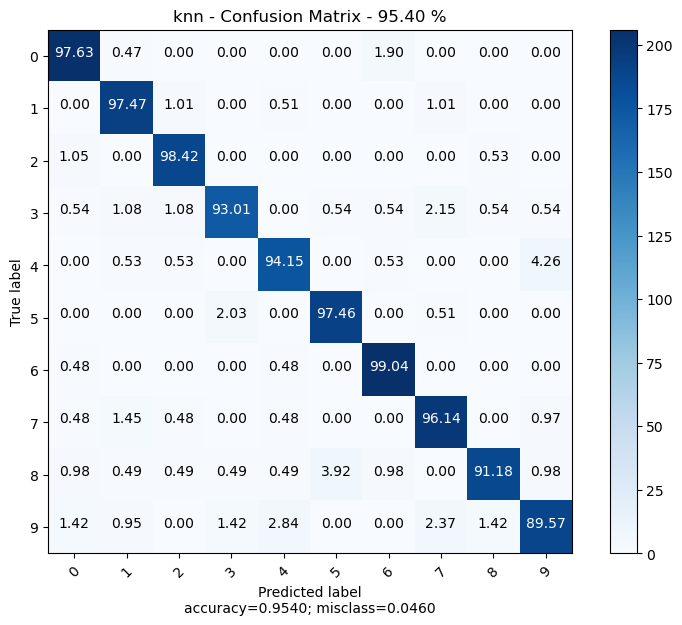 knn - Confusion Matrix - 95.40 %
0 97.63 0.47 0.00 0.00 0.00 0.00 1.90 0.00 0.00 0.00
1 0.00 97.47 1.01 0.00 0.51 0.00 0.00 1.01 0.00 0.00
2 1.05 0.00 98.42 0.00 0.00 0.00 0.00 0.00 0.53 0.00
3 0.54 1.08 1.08 93.01 0.00 0.54 0.54 2.15 0.54 0.54
4 0.00 0.53 0.53 0.00 94.15 0.00 0.53 0.00 0.00 4.26
5 0.00 0.00 0.00 2.03 0.00 97.46 0.00 0.51 0.00 0.00
6 0.48 0.00 0.00 0.00 0.48 0.00 99.04 0.00 0.00 0.00
7 0.48 1.45 0.48 0.00 0.48 0.00 0.00 96.14 0.00 0.97
8 0.98 0.49 0.49 0.49 0.49 3.92 0.98 0.00 91.18 0.98
9 1.42 0.95 0.00 1.42 2.84 0.00 0.00 2.37 1.42 89.57
0 1 2 3 4 5 6 7 8 9
True label
Predicted label
accuracy=0.9540; misclass=0.0460
200
175
150
125
100
75
50
25
0